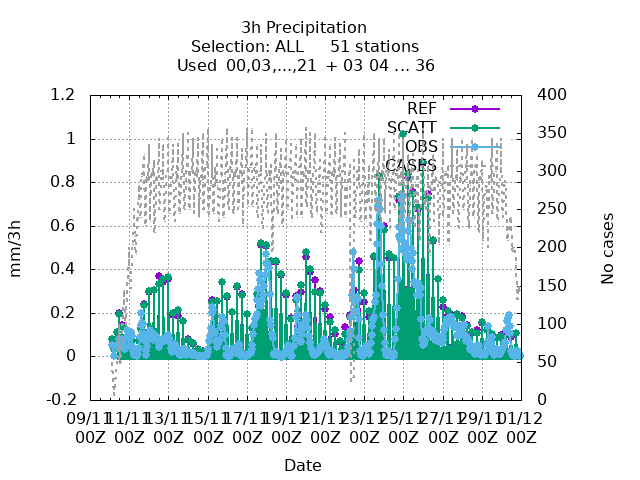 3h Precipitation
Selection: ALL 51 stations
Used 00,03,...,21 + 03 04 ... 36
REF
SCATT
OBS
CASES
1.2
1
0.8
0.6
0.4
0.2
0
-0.2
mm/3h
400
350
300
250
200
150
100
50
0
No cases
09/11 11/11 13/11 15/11 17/11 19/11 21/11 23/11 25/11 27/11 29/11 01/12
00Z 00Z 00Z 00Z 00Z 00Z 00Z 00Z 00Z 00Z 00Z 00Z
Date